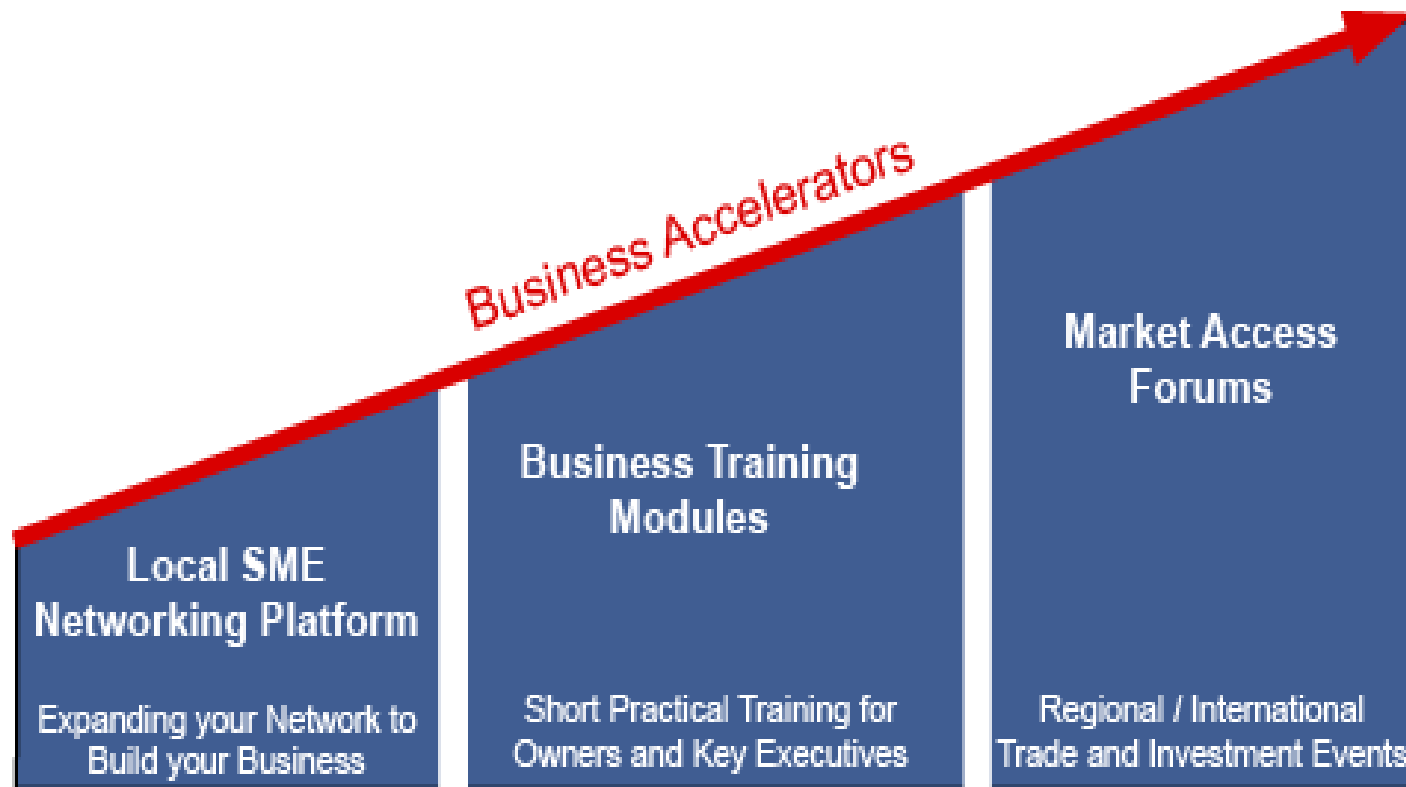 Business Accelerators
Local SME
Networking Platform
Expanding your Network to
Build your Business
Business Training
Modules
Short Practical Training for
Owners and Key Executives
Market Access
Forums
Regional / International
Trade and Investment Events